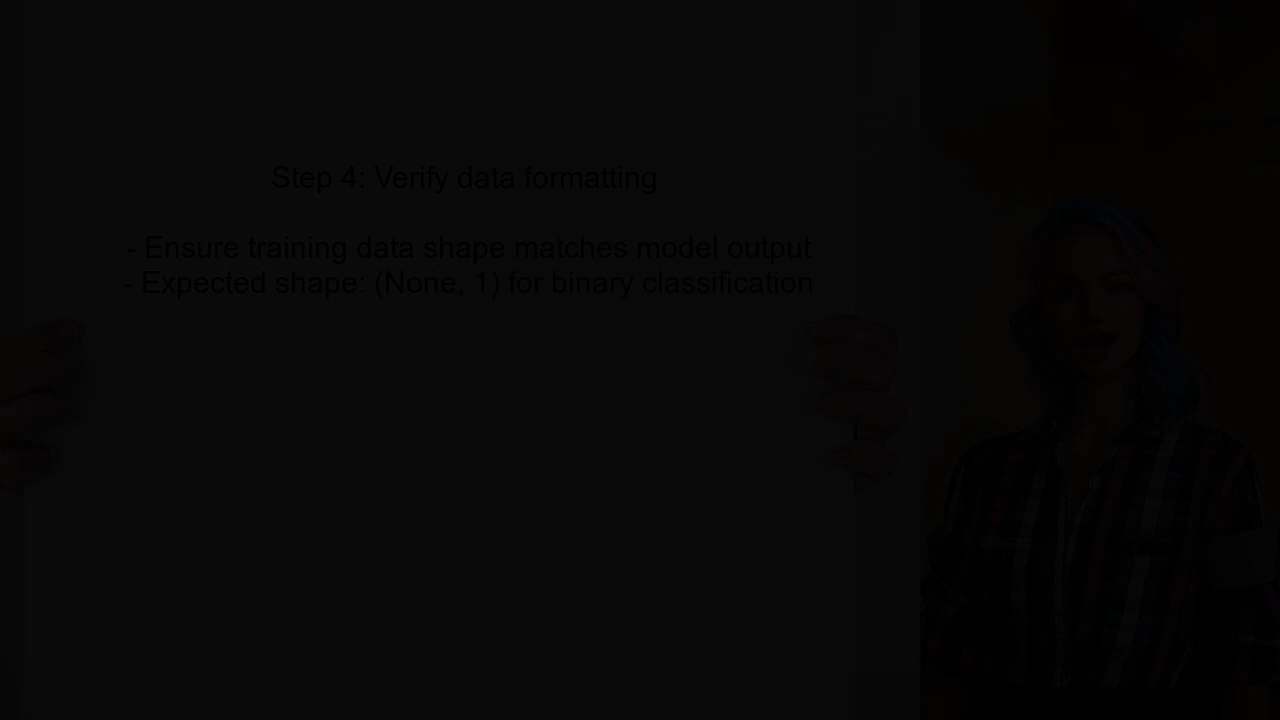 Step 4: Verify data formatting
- Ensure training data shape matches model output
- Expected shape: (None, 1) for binary classification